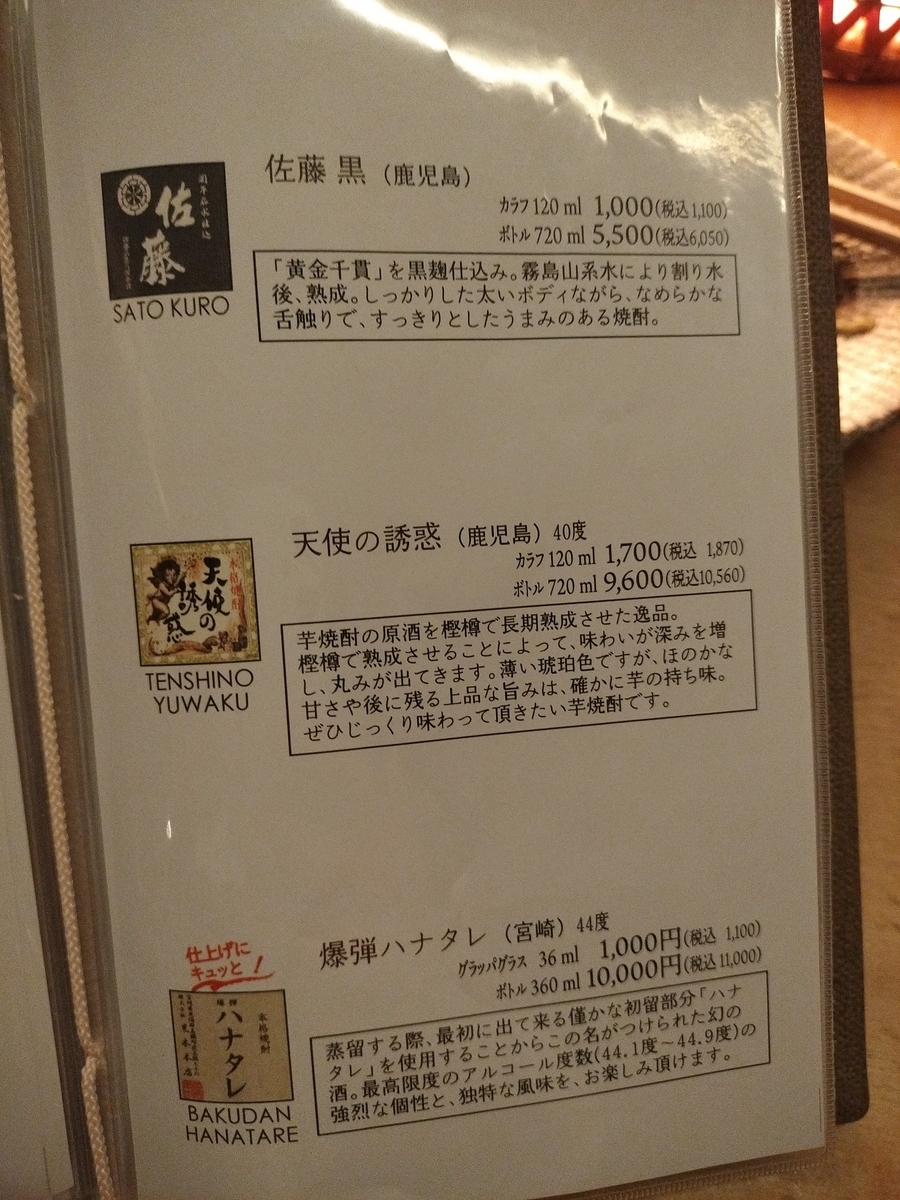 佐藤 黒 (鹿児島)
カラフ 120 ml 1,000(税込 1,100)
ボトル 720 ml 5,500(税込6,050)
佐藤
SATO KURO
「黄金千貫」を黒麹仕込み。霧島山系水により割り水
後、熟成。しっかりした太いボディながら、なめらかな
舌触りで、すっきりとしたうまみのある焼酎。
天使の誘惑 (鹿児島) 40度
カラフ 120 ml 1,700(税込 1,870)
ボトル 720 ml 9,600(税込10,560)
本格焼酎
天使の
誘惑
TENSHINO
YUWAKU
芋焼酎の原酒を樫樽で長期熟成させた逸品。
樫樽で熟成させることによって、味わいが深みを増
し、丸みが出てきます。薄い琥珀色ですが、ほのかな
甘さや後に残る上品な旨みは、確かに芋の持ち味。
ぜひじっくり味わって頂きたい芋焼酎です。
爆弾ハナタレ (宮崎) 44度
グラッパグラス 36 ml 1,000円(税込 1,100)
ボトル 360 ml 10,000円(税込 11,000)
仕上げに
キュッと!
本格焼酎
爆弾
ハナタレ
BAKUDAN
HANATARE
蒸留する際、最初に出て来る僅かな初留部分「ハナ
タレ」を使用することからこの名がつけられた幻の
酒。最高限度のアルコール度数(44.1度～44.9度)の
強烈な個性と、独特な風味を、お楽しみ頂けます。